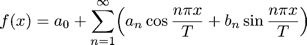 f(x) = a_0 + \sum_{n=1}^{\infty} \left( a_n \cos \frac{n\pi x}{T} + b_n \sin \frac{n\pi x}{T} \right)